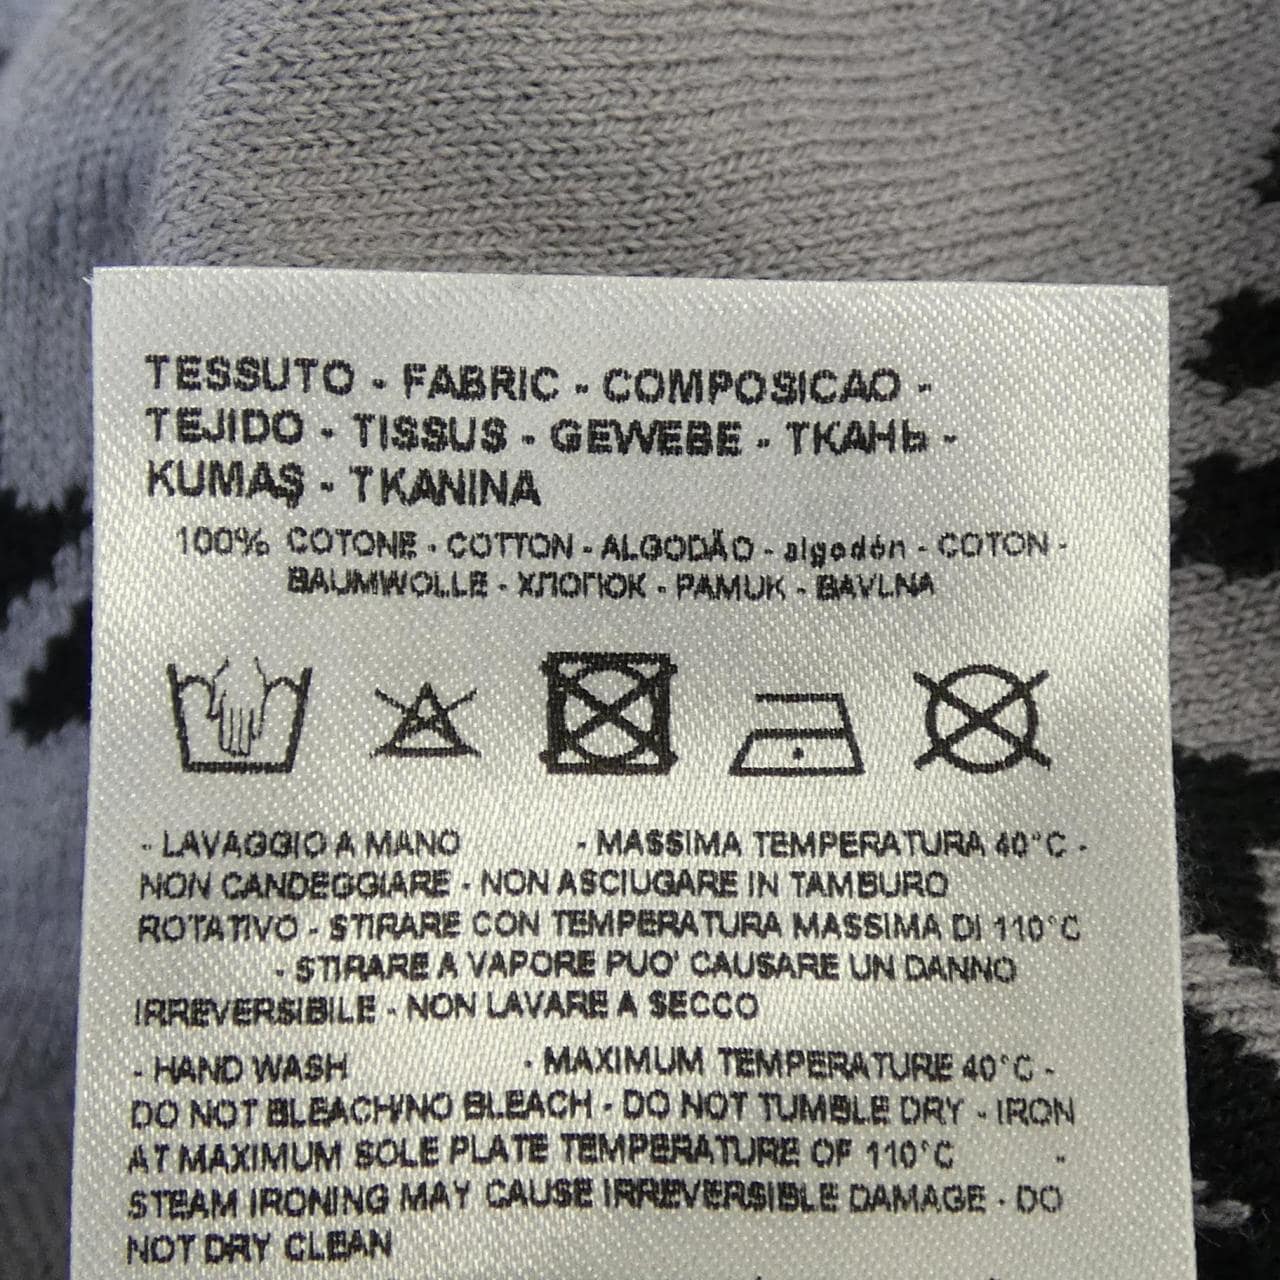 TESSUTO - FABRIC - COMPOSICAO -
TEJIDO - TISSUS - GEWEBE - ТКАНЬ -
KUMAŞ - TKANINA
100% COTONE - COTTON - ALGODÃO - algodón - COTON -
BAUMWOLLE - ХЛОПОК - PAMUK - BAVLNA
- LAVAGGIO A MANO - MASSIMA TEMPERATURA 40°C -
NON CANDEGGIARE - NON ASCIUGARE IN TAMBURO
ROTATIVO - STIRARE CON TEMPERATURA MASSIMA DI 110°C
- STIRARE A VAPORE PUO' CAUSARE UN DANNO
IRREVERSIBILE - NON LAVARE A SECCO
- HAND WASH - MAXIMUM TEMPERATURE 40°C -
DO NOT BLEACH/NO BLEACH - DO NOT TUMBLE DRY - IRON
AT MAXIMUM SOLE PLATE TEMPERATURE OF 110°C -
STEAM IRONING MAY CAUSE IRREVERSIBLE DAMAGE - DO
NOT DRY CLEAN